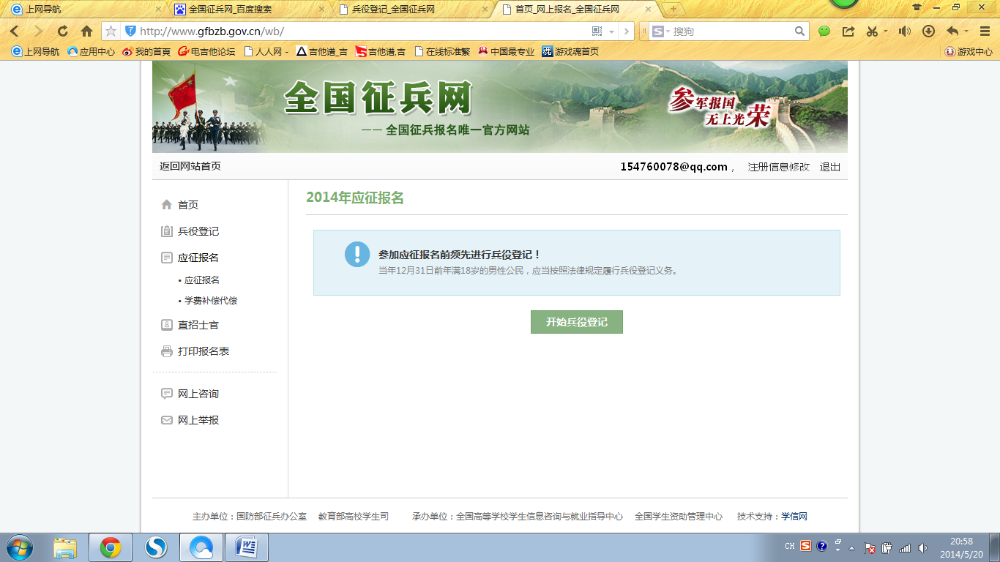 上网导航 全国征兵网_百度搜索 兵役登记_全国征兵网 首页_网上报名_全国征兵网
http://www.gfbzb.gov.cn/wb/ 搜狗
上网导航 应用中心 我的首頁 电吉他论坛 人人网 - 吉他谱_吉 吉他谱,吉 在线标准繁 中国最专业 游戏魂首页 游戏中心
全国征兵网
—— 全国征兵报名唯一官方网站
参军报国
无上光荣
返回网站首页 154760078@qq.com , 注册信息修改 退出
首页
兵役登记
应征报名
• 应征报名
• 学费补偿代偿
直招士官
打印报名表
网上咨询
网上举报
2014年应征报名
参加应征报名前须先进行兵役登记！
当年12月31日前年满18岁的男性公民，应当按照法律规定履行兵役登记义务。
开始兵役登记
主办单位：国防部征兵办公室 教育部高校学生司 承办单位：全国高等学校学生信息咨询与就业指导中心 全国学生资助管理中心 技术支持：学信网
CH 20:58
2014/5/20